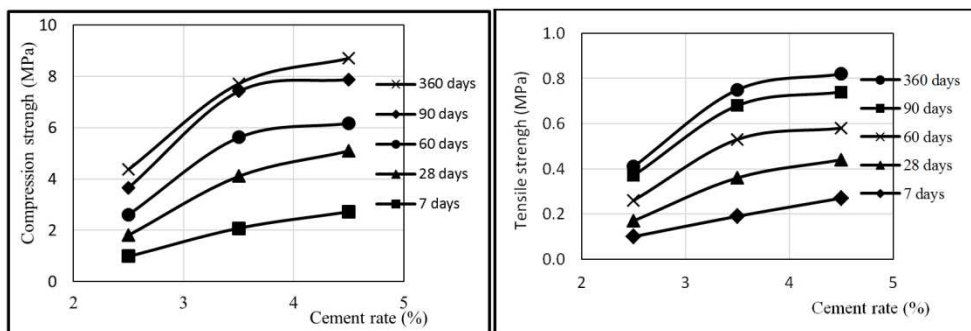 Compression strengh (MPa)
10
8
6
4
2
0
2 3 4 5
Cement rate (%)
360 days
90 days
60 days
28 days
7 days
Tensile strengh (MPa)
1.0
0.8
0.6
0.4
0.2
0.0
2 3 4 5
Cement rate (%)
360 days
90 days
60 days
28 days
7 days